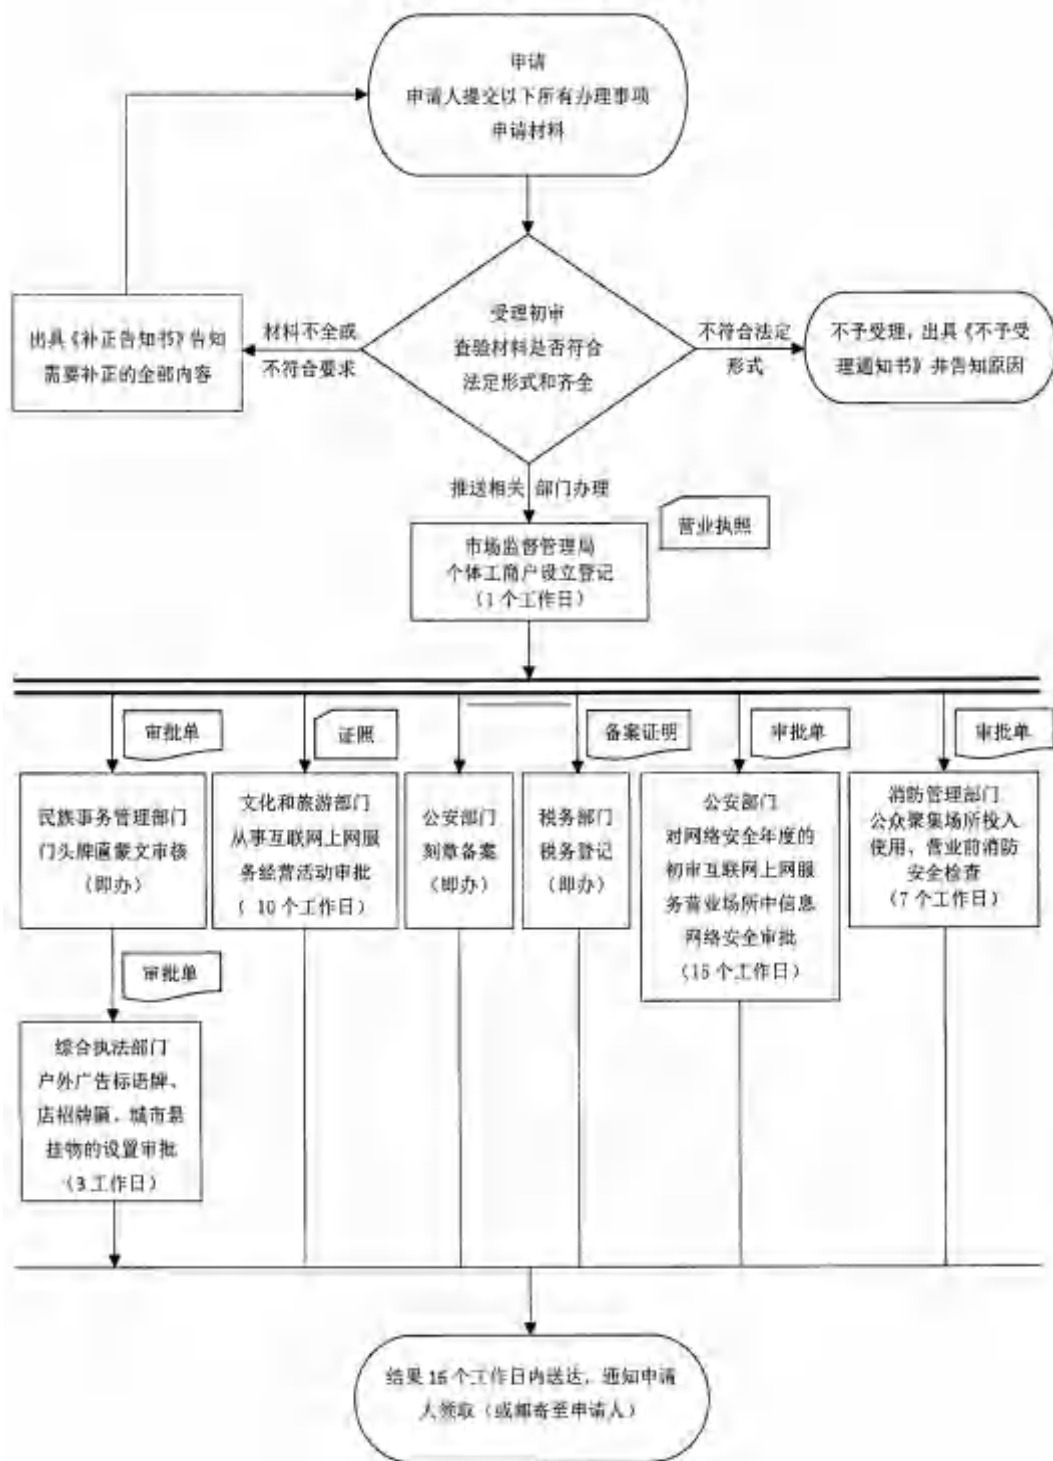 申请
申请人提交以下所有办理事项
申请材料
受理初审
查验材料是否符合
法定形式和齐全
材料不全或
不符合要求
出具《补正告知书》告知
需要补正的全部内容
不符合法定
形式
不予受理,出具《不予受
理通知书》并告知原因
推送相关 部门办理
营业执照
市场监督管理局
个体工商户设立登记
(1个工作日)
审批单
证照
备案证明
审批单
审批单
民族事务管理部门
门头牌匾蒙文审核
(即办)
文化和旅游部门
从事互联网上网服
务经营活动审批
( 10个工作日)
公安部门
刻章备案
(即办)
税务部门
税务登记
(即办)
公安部门
对网络安全年度的
初审互联网上网服
务营业场所中信息
网络安全审批
(15个工作日)
消防管理部门
公众聚集场所投入
使用、营业前消防
安全检查
(7个工作日)
审批单
综合执法部门
户外广告标语牌、
店招牌匾、城市悬
挂物的设置审批
(3工作日)
结果16个工作日内送达,通知申请
人领取(或邮寄至申请人)